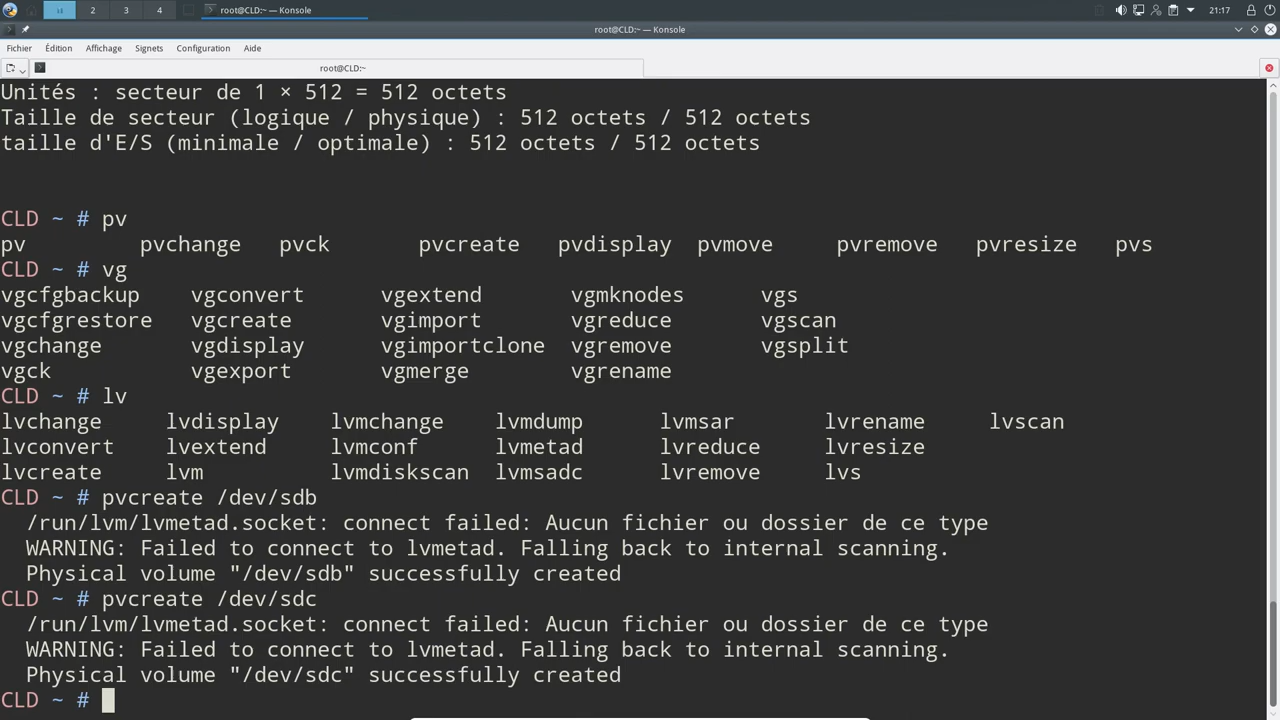 2
3
4
root@CLD:~ — Konsole
21:17
root@CLD:~ — Konsole
Fichier Édition Affichage Signets Configuration Aide
root@CLD:~
Unités : secteur de 1 × 512 = 512 octets
Taille de secteur (logique / physique) : 512 octets / 512 octets
taille d'E/S (minimale / optimale) : 512 octets / 512 octets
CLD ~ # pv
pv pvchange pvck pvcreate pvdisplay pvmove pvremove pvresize pvs
CLD ~ # vg
vgcfgbackup vgconvert vgextend vgmknodes vgs
vgcfgrestore vgcreate vgimport vgreduce vgscan
vgchange vgdisplay vgimportclone vgremove vgsplit
vgck vgexport vgmerge vgrename
CLD ~ # lv
lvchange lvdisplay lvmchange lvmdump lvmsar lvrename lvscan
lvconvert lvextend lvmconf lvmetad lvreduce lvresize
lvcreate lvm lvmdiskscan lvmsadc lvremove lvs
CLD ~ # pvcreate /dev/sdb
/run/lvm/lvmetad.socket: connect failed: Aucun fichier ou dossier de ce type
WARNING: Failed to connect to lvmetad. Falling back to internal scanning.
Physical volume "/dev/sdb" successfully created
CLD ~ # pvcreate /dev/sdc
/run/lvm/lvmetad.socket: connect failed: Aucun fichier ou dossier de ce type
WARNING: Failed to connect to lvmetad. Falling back to internal scanning.
Physical volume "/dev/sdc" successfully created
CLD ~ #